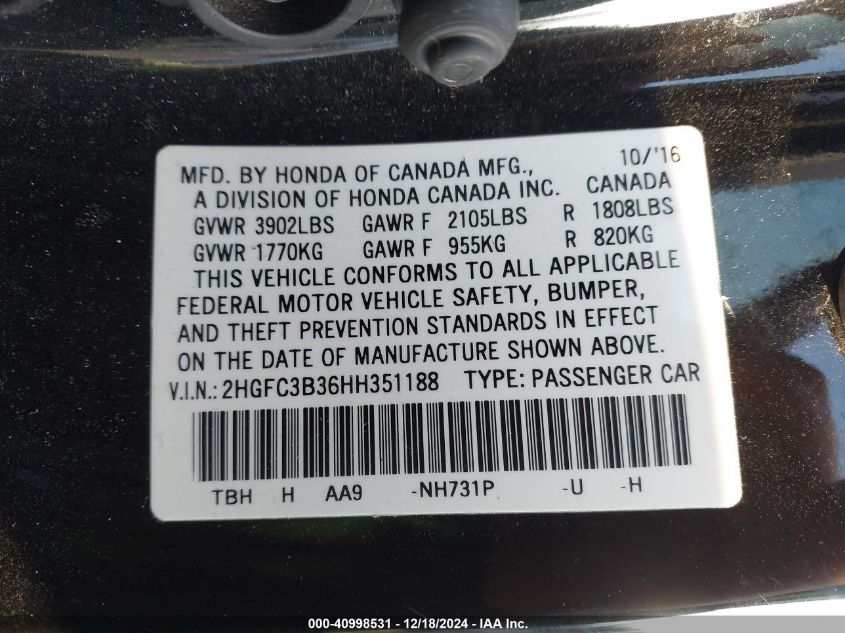 MFD. BY HONDA OF CANADA MFG., 10/'16
A DIVISION OF HONDA CANADA INC. CANADA
GVWR 3902LBS GAWR F 2105LBS R 1808LBS
GVWR 1770KG GAWR F 955KG R 820KG
THIS VEHICLE CONFORMS TO ALL APPLICABLE
FEDERAL MOTOR VEHICLE SAFETY, BUMPER,
AND THEFT PREVENTION STANDARDS IN EFFECT
ON THE DATE OF MANUFACTURE SHOWN ABOVE.
V.I.N.: 2HGFC3B36HH351188 TYPE: PASSENGER CAR
TBH H AA9 -NH731P -U -H
000-40998531 - 12/18/2024 - IAA Inc.